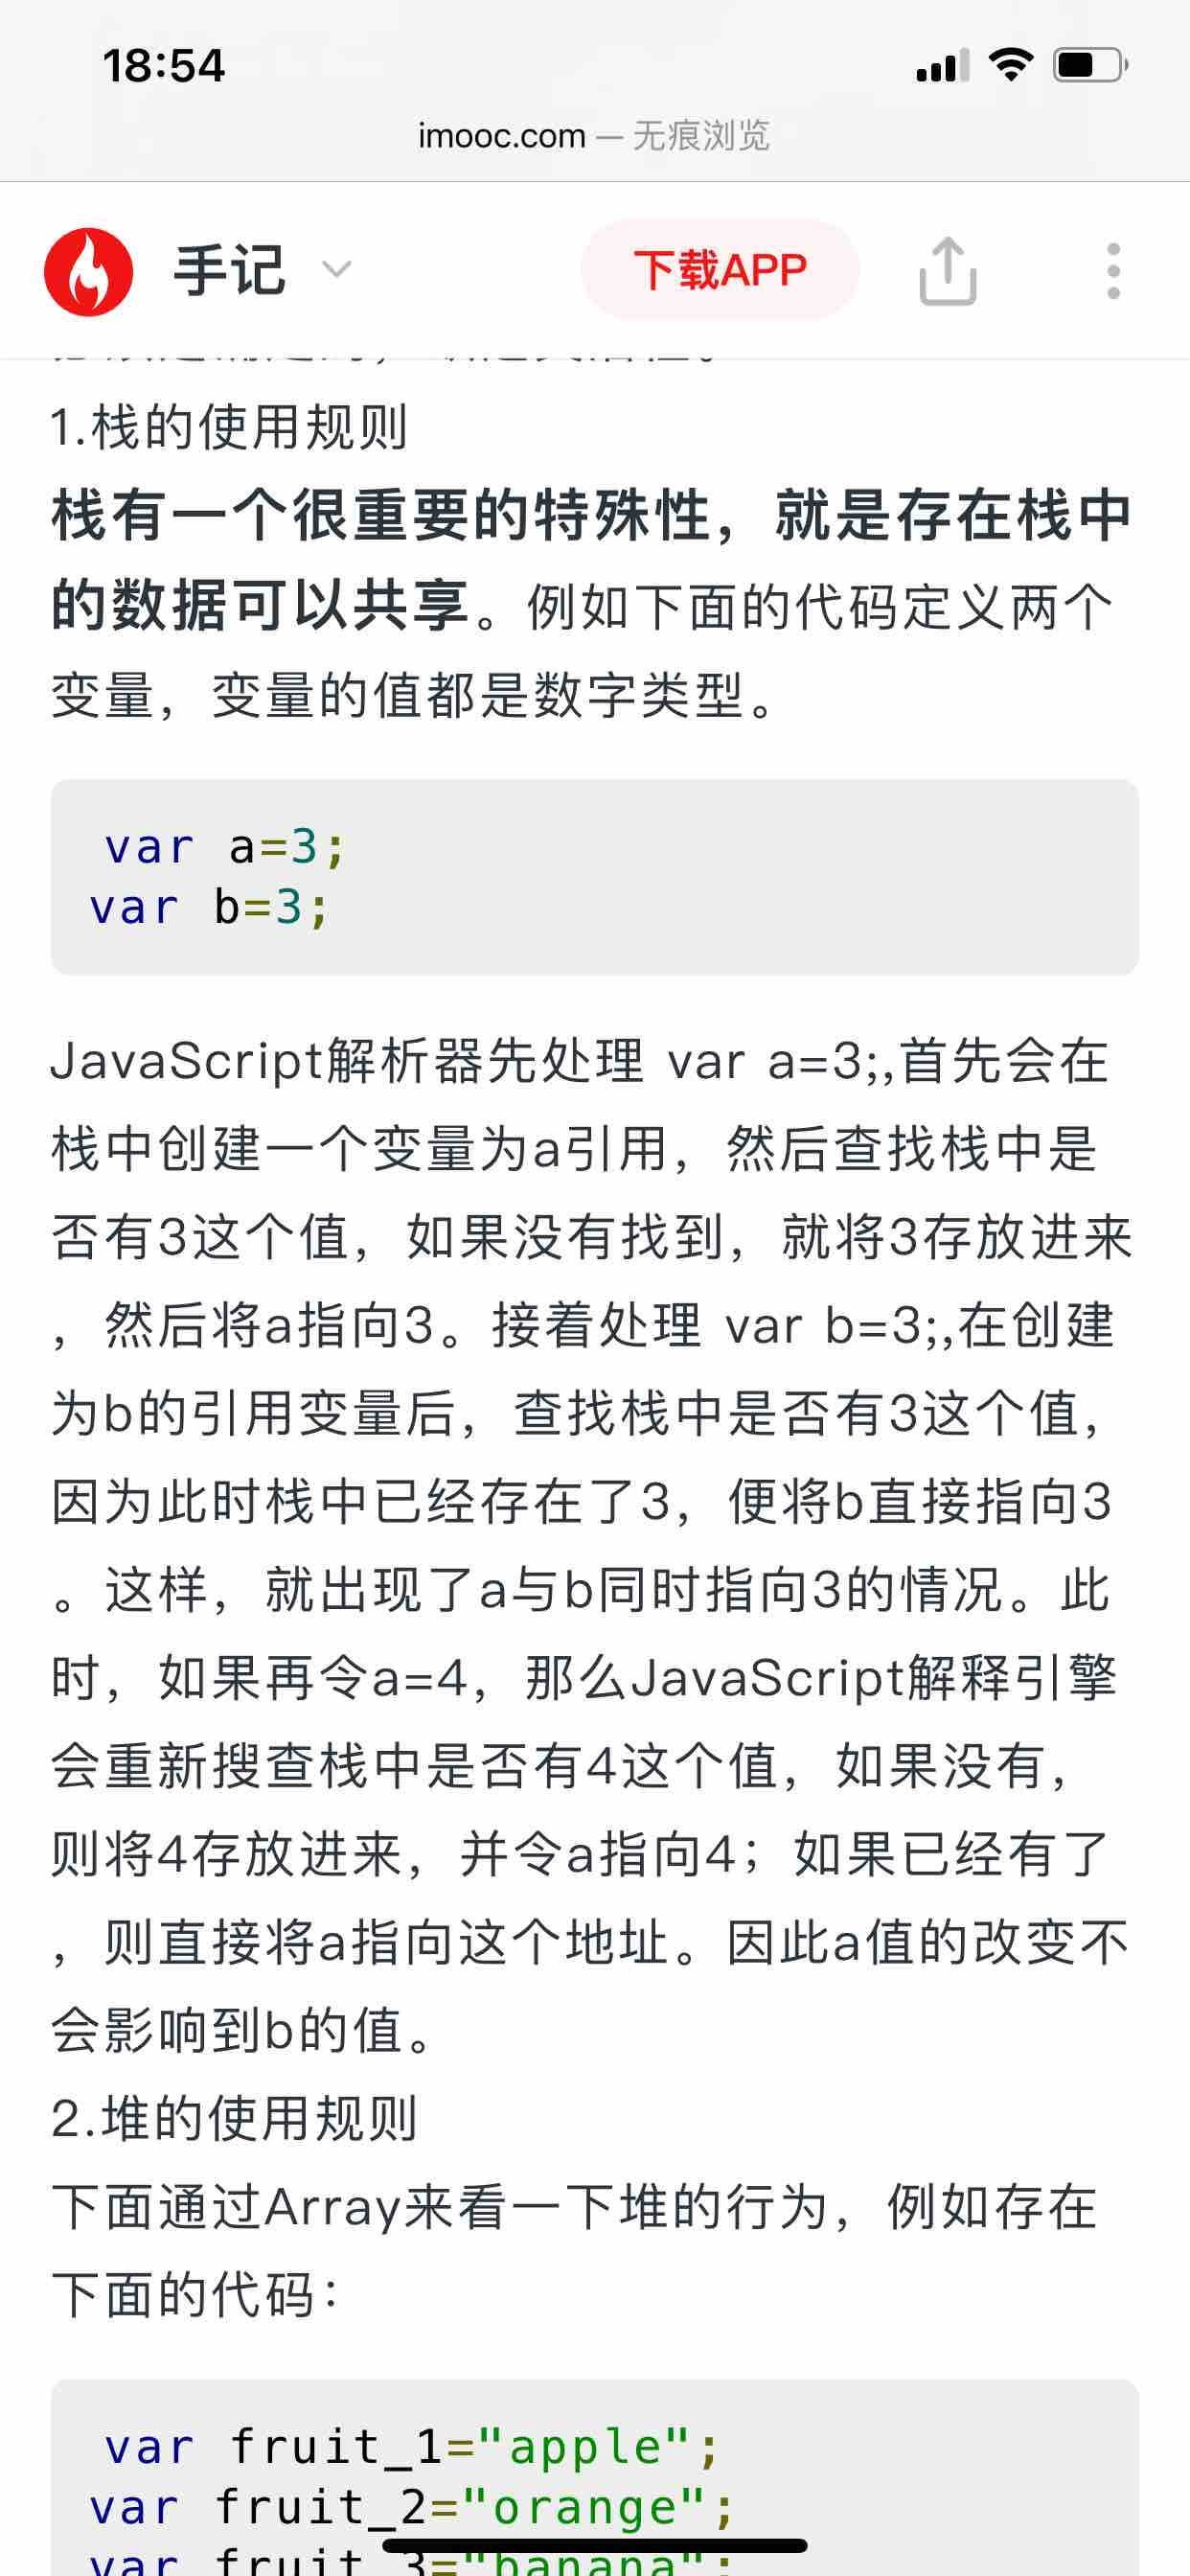 18:54
imooc.com — 无痕浏览
手记
下载APP
1.栈的使用规则
栈有一个很重要的特殊性，就是存在栈中
的数据可以共享。例如下面的代码定义两个
变量，变量的值都是数字类型。
var a=3;
var b=3;
JavaScript解析器先处理 var a=3;,首先会在
栈中创建一个变量为a引用，然后查找栈中是
否有3这个值，如果没有找到，就将3存放进来
，然后将a指向3。接着处理 var b=3;,在创建
为b的引用变量后，查找栈中是否有3这个值，
因为此时栈中已经存在了3，便将b直接指向3
。这样，就出现了a与b同时指向3的情况。此
时，如果再令a=4，那么JavaScript解释引擎
会重新搜查栈中是否有4这个值，如果没有，
则将4存放进来，并令a指向4；如果已经有了
，则直接将a指向这个地址。因此a值的改变不
会影响到b的值。
2.堆的使用规则
下面通过Array来看一下堆的行为，例如存在
下面的代码：
var fruit_1="apple";
var fruit_2="orange";
var fruit_3="banana";